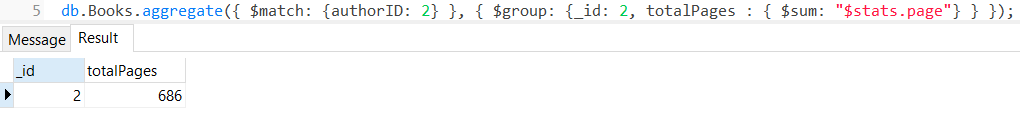 5 db.Books.aggregate({ $match: {authorID: 2} }, { $group: {_id: 2, totalPages : { $sum: "$stats.page"} } });
Message Result
_id totalPages
2 686